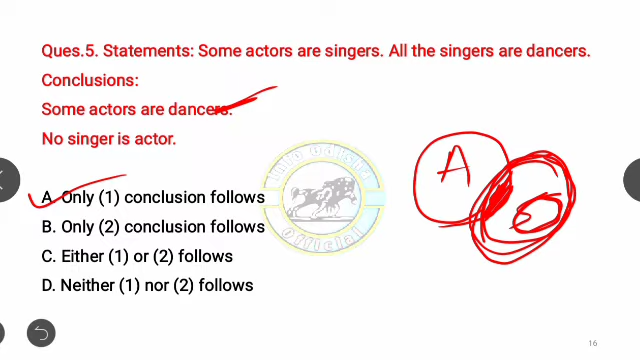 Ques.5. Statements: Some actors are singers. All the singers are dancers.
Conclusions:
Some actors are dancers.
No singer is actor.
A. Only (1) conclusion follows
B. Only (2) conclusion follows
C. Either (1) or (2) follows
D. Neither (1) nor (2) follows
A
S
Official
16